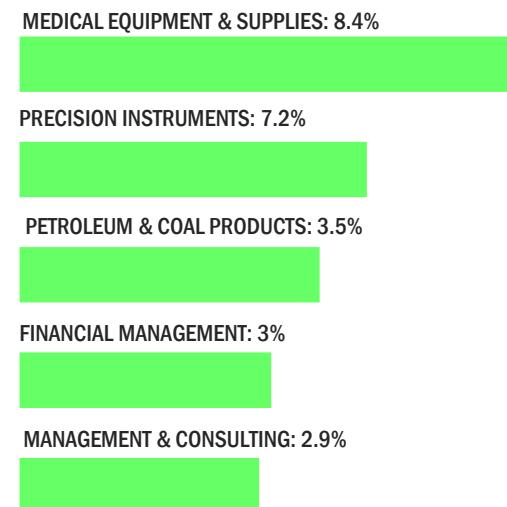 MEDICAL EQUIPMENT & SUPPLIES: 8.4%
PRECISION INSTRUMENTS: 7.2%
PETROLEUM & COAL PRODUCTS: 3.5%
FINANCIAL MANAGEMENT: 3%
MANAGEMENT & CONSULTING: 2.9%